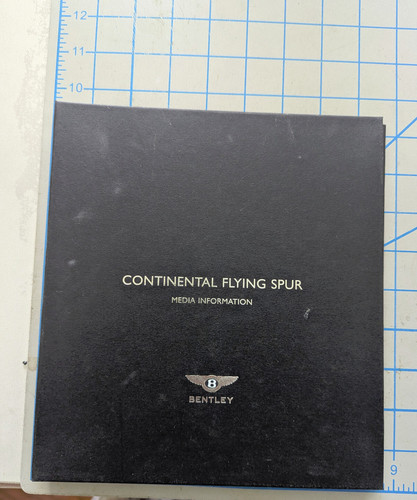 12
11
10
CONTINENTAL FLYING SPUR
MEDIA INFORMATION
B
BENTLEY
9